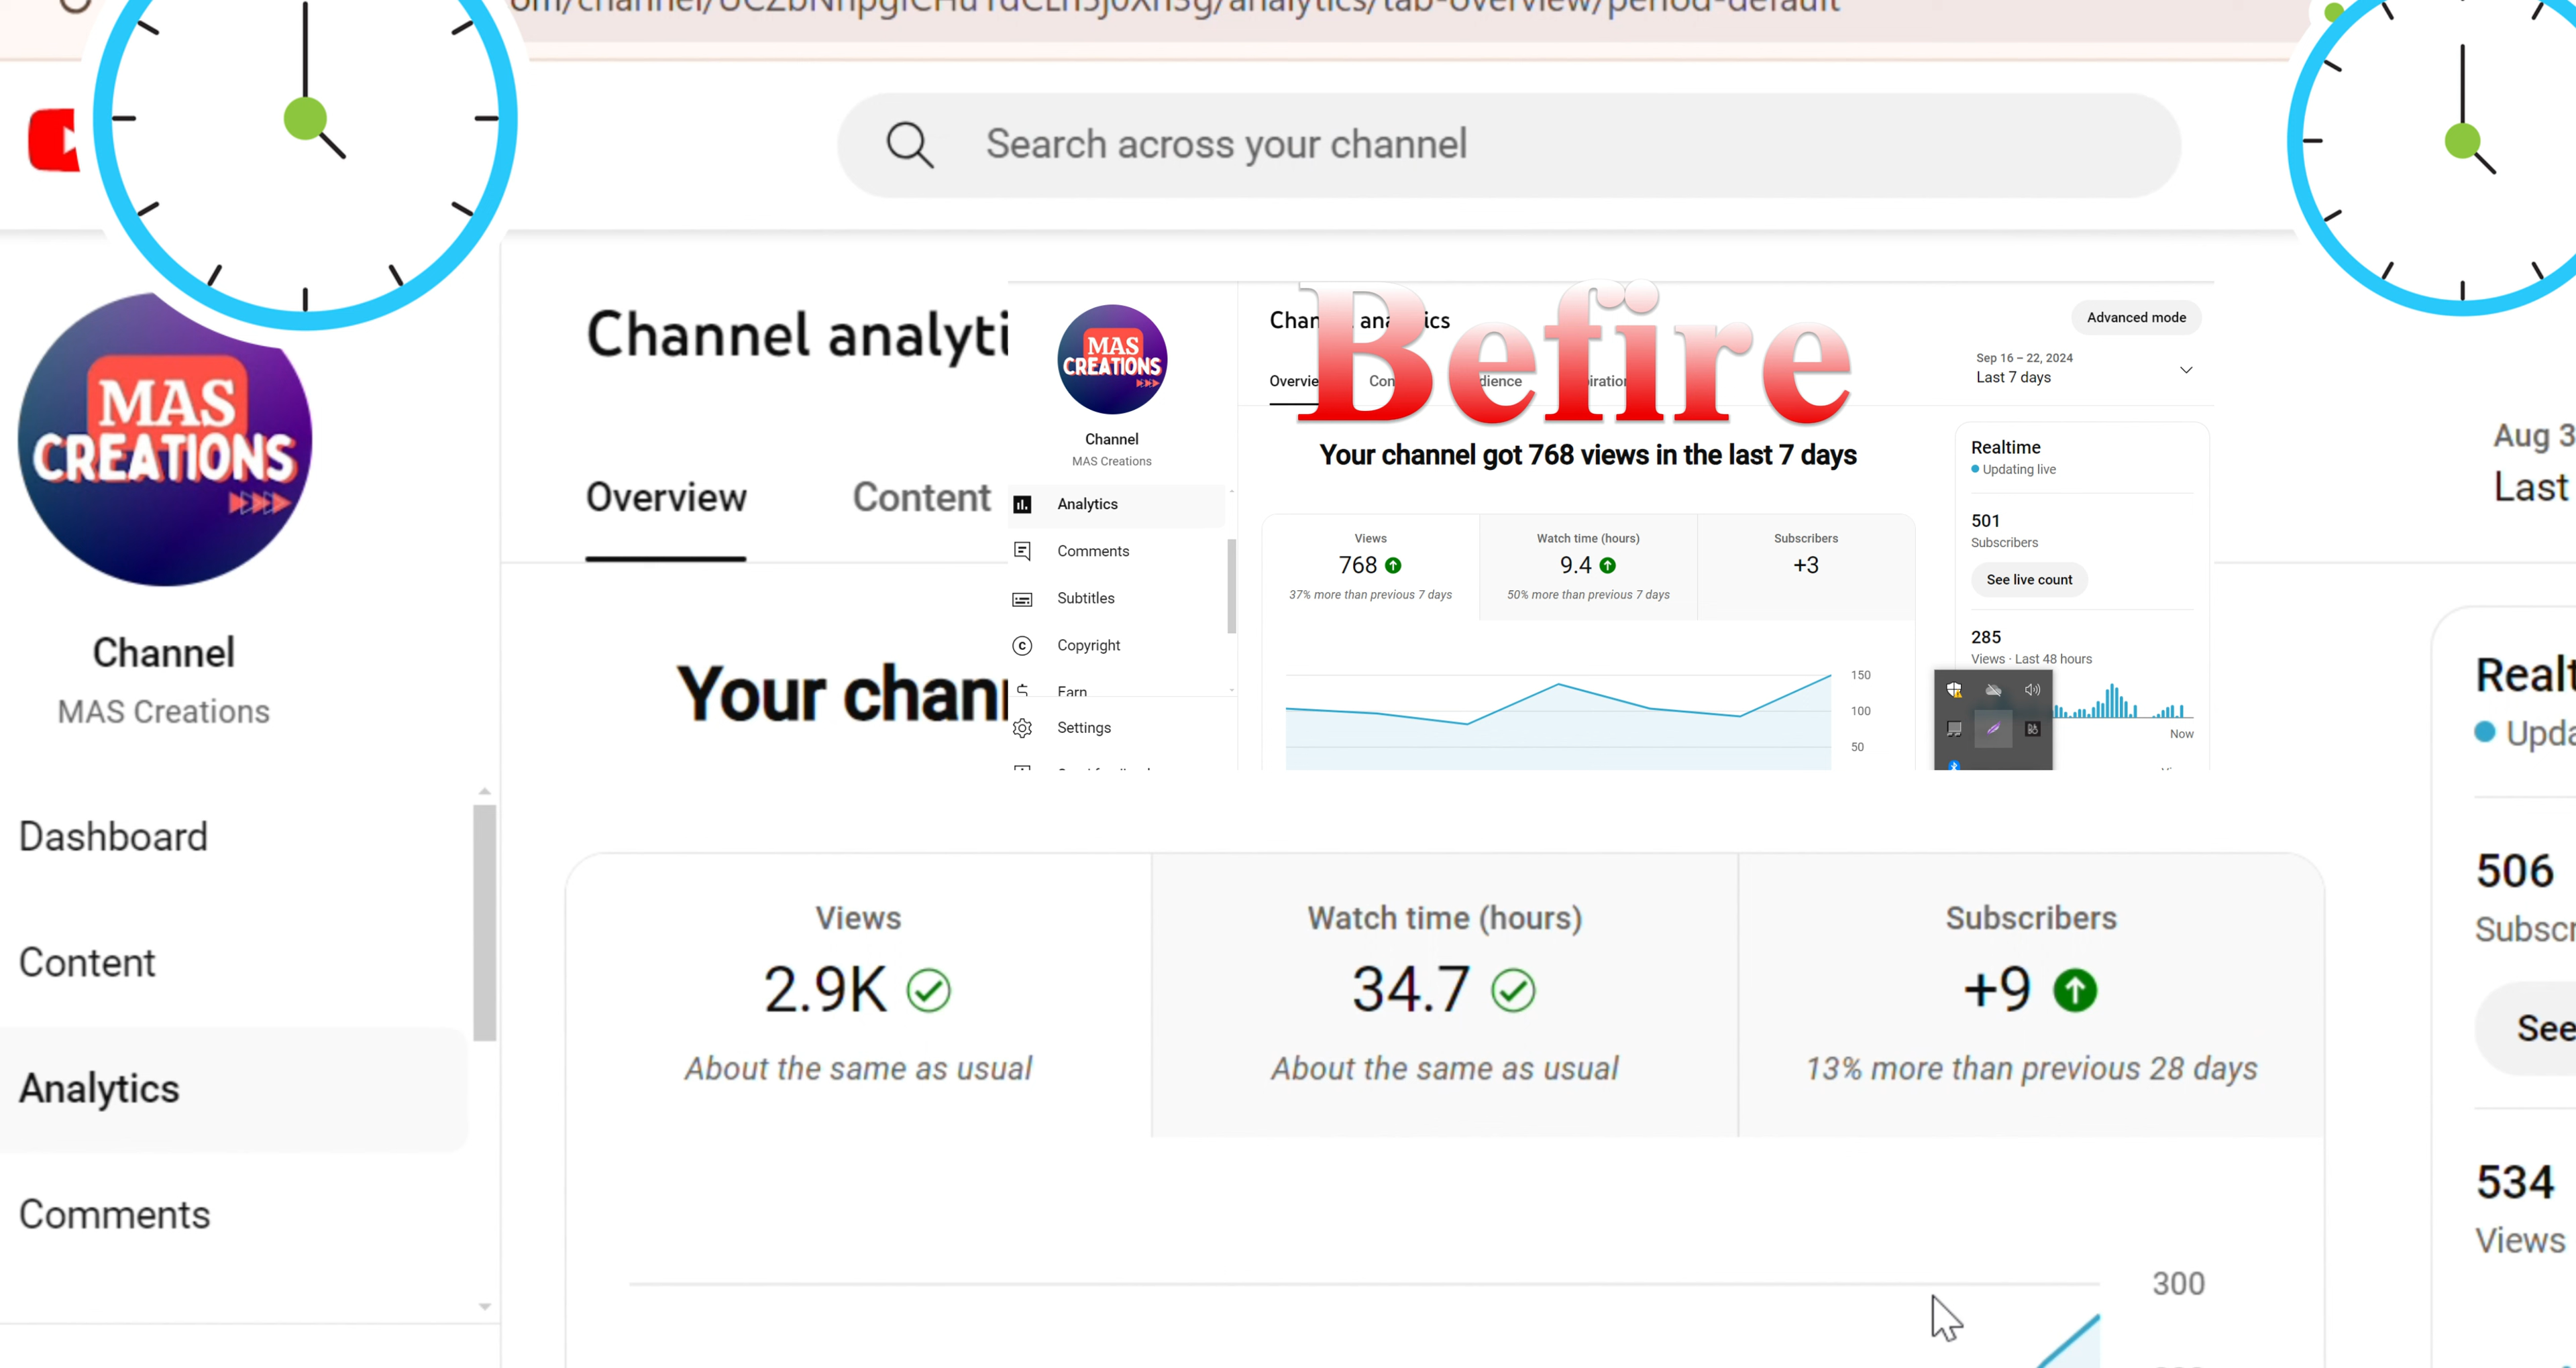 Search across your channel
MAS
CREATIONS
Channel
MAS Creations
Dashboard
Content
Analytics
Comments
Channel
Overview
Content
Your
Befire
MAS
CREATIONS
Channel
MAS Creations
Analytics
Comments
Subtitles
Copyright
Earn
Settings
Advanced mode
Sep 16 – 22, 2024
Last 7 days
Your channel got 768 views in the last 7 days
Views
768
37% more than previous 7 days
Watch time (hours)
9.4
50% more than previous 7 days
Subscribers
+3
150
100
50
Realtime
Updating live
501
Subscribers
See live count
285
Views · Last 48 hours
Now
Views
2.9K
About the same as usual
Watch time (hours)
34.7
About the same as usual
Subscribers
+9
13% more than previous 28 days
300
Aug 3
Last
506
See
534
Views